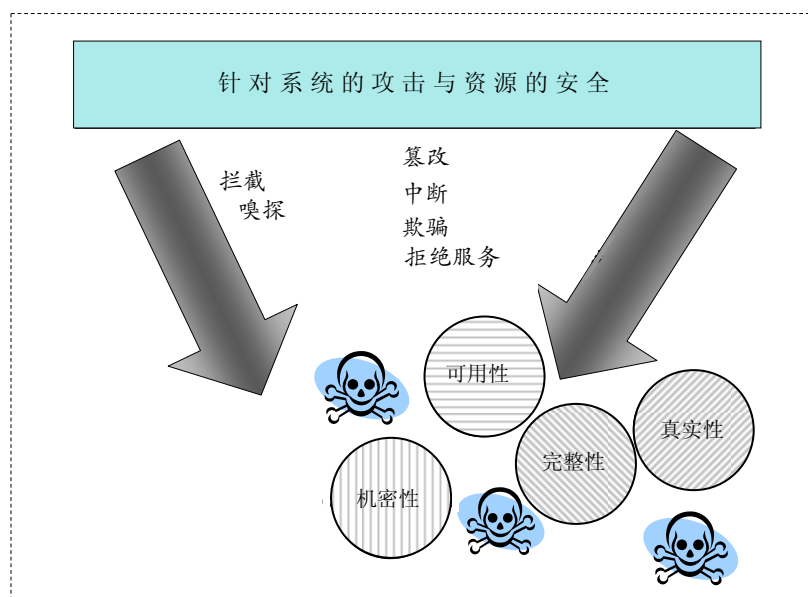 针对系统的攻击与资源的安全
拦截
嗅探
篡改
中断
欺骗
拒绝服务
可用性
真实性
完整性
机密性